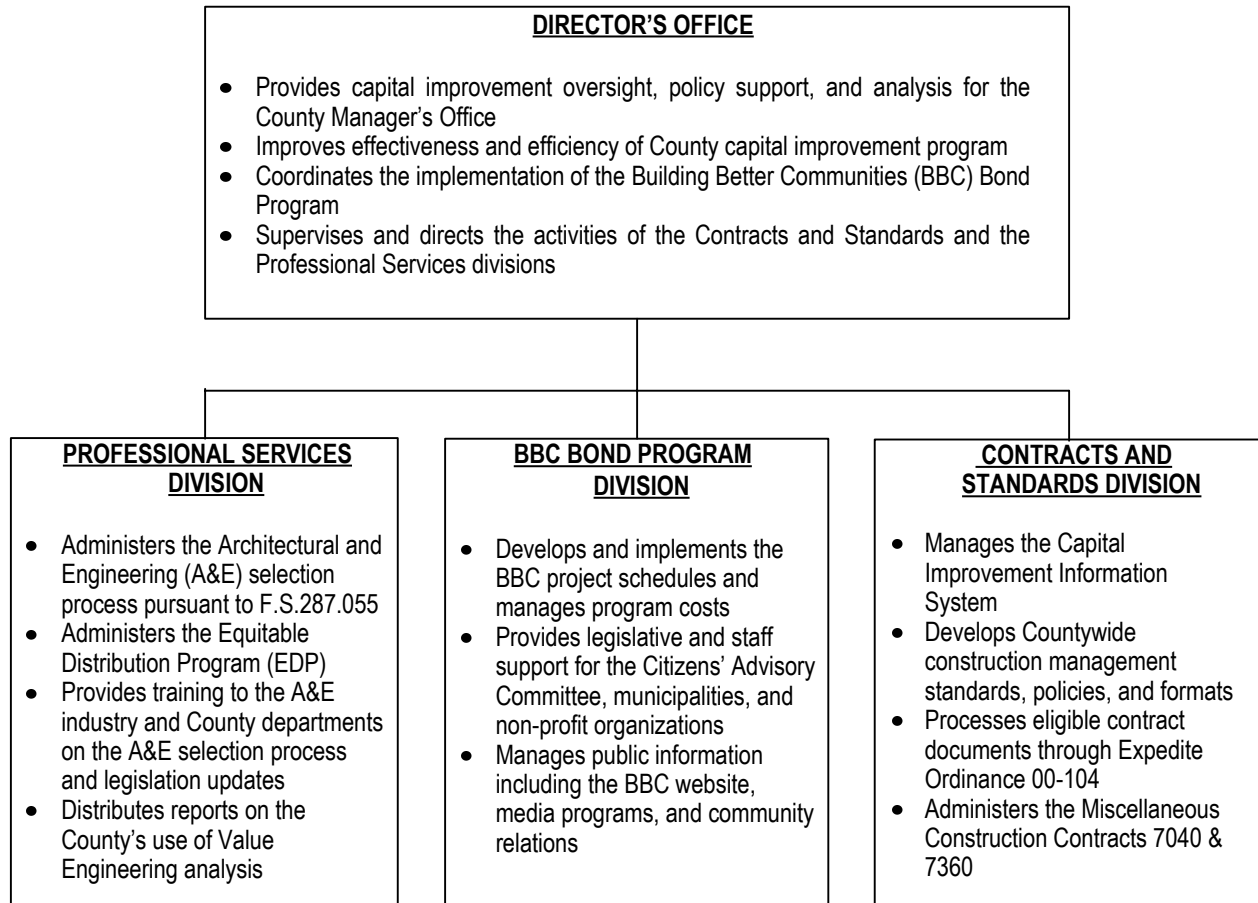 DIRECTOR'S OFFICE
● Provides capital improvement oversight, policy support, and analysis for the
County Manager's Office
● Improves effectiveness and efficiency of County capital improvement program
● Coordinates the implementation of the Building Better Communities (BBC) Bond
Program
● Supervises and directs the activities of the Contracts and Standards and the
Professional Services divisions
PROFESSIONAL SERVICES
DIVISION
● Administers the Architectural and
Engineering (A&E) selection
process pursuant to F.S.287.055
● Administers the Equitable
Distribution Program (EDP)
● Provides training to the A&E
industry and County departments
on the A&E selection process
and legislation updates
● Distributes reports on the
County's use of Value
Engineering analysis
BBC BOND PROGRAM
DIVISION
● Develops and implements the
BBC project schedules and
manages program costs
● Provides legislative and staff
support for the Citizens' Advisory
Committee, municipalities, and
non-profit organizations
● Manages public information
including the BBC website,
media programs, and community
relations
CONTRACTS AND
STANDARDS DIVISION
● Manages the Capital
Improvement Information
System
● Develops Countywide
construction management
standards, policies, and formats
● Processes eligible contract
documents through Expedite
Ordinance 00-104
● Administers the Miscellaneous
Construction Contracts 7040 &
7360